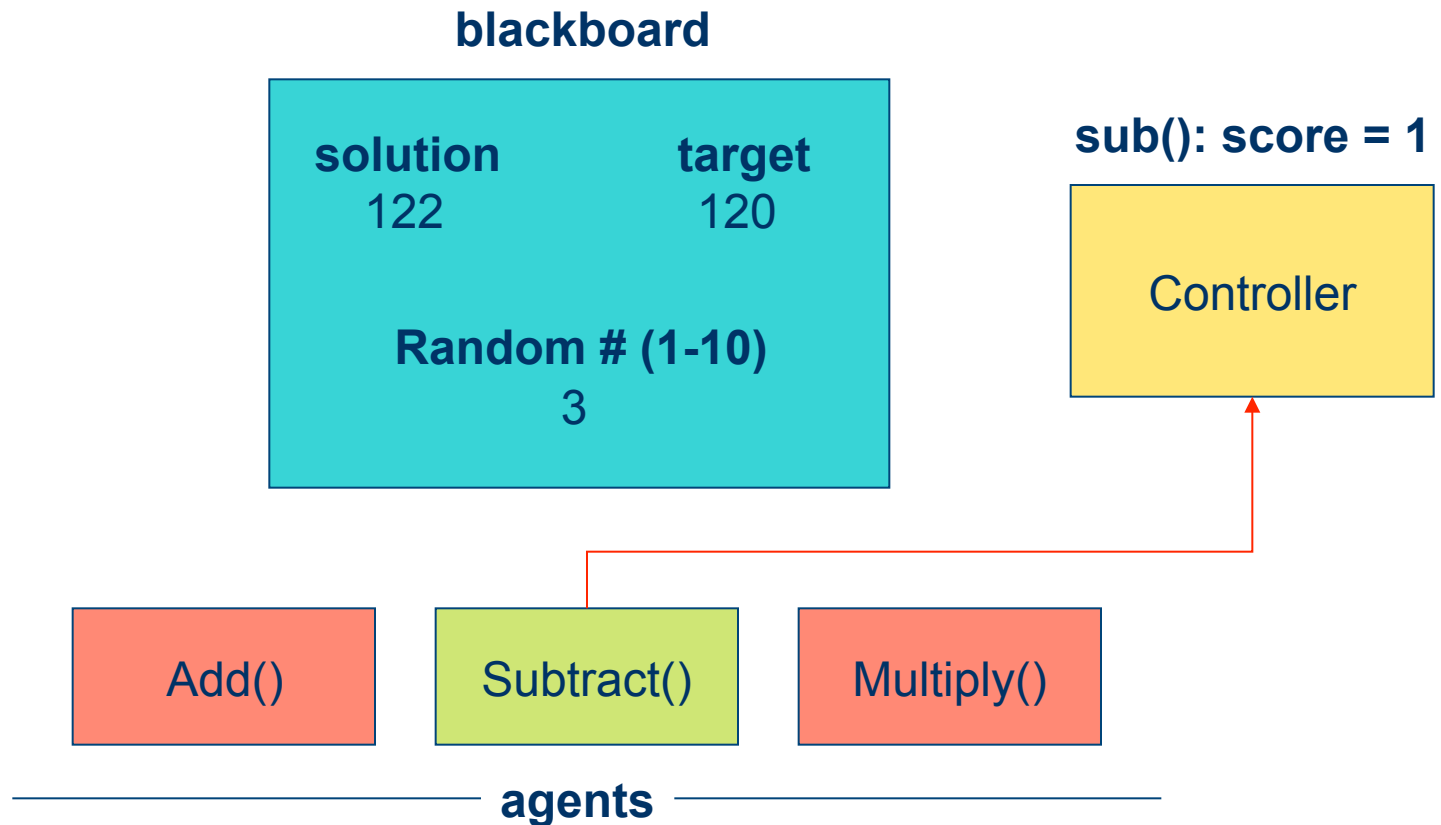 blackboard
solution target
122 120
Random # (1-10)
3
sub(): score = 1
Controller
Add() Subtract() Multiply()
agents